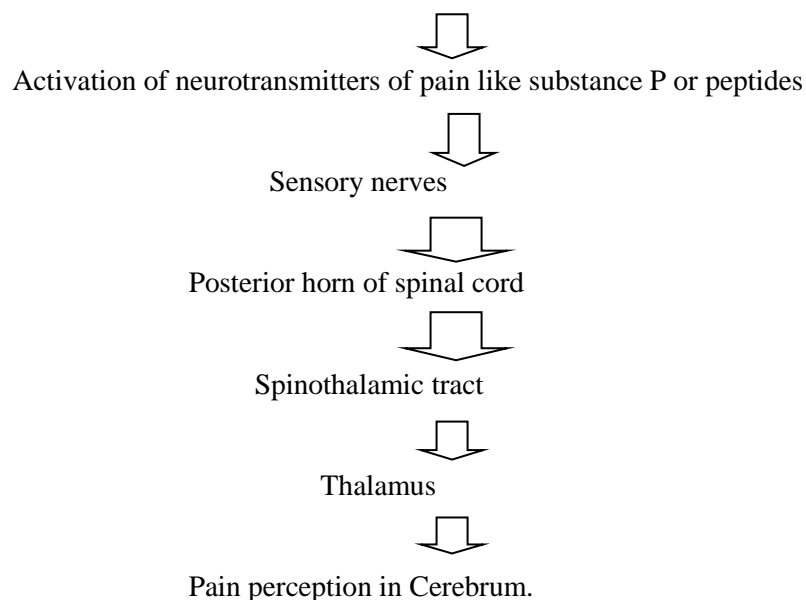 Activation of neurotransmitters of pain like substance P or peptides
Sensory nerves
Posterior horn of spinal cord
Spinothalamic tract
Thalamus
Pain perception in Cerebrum.